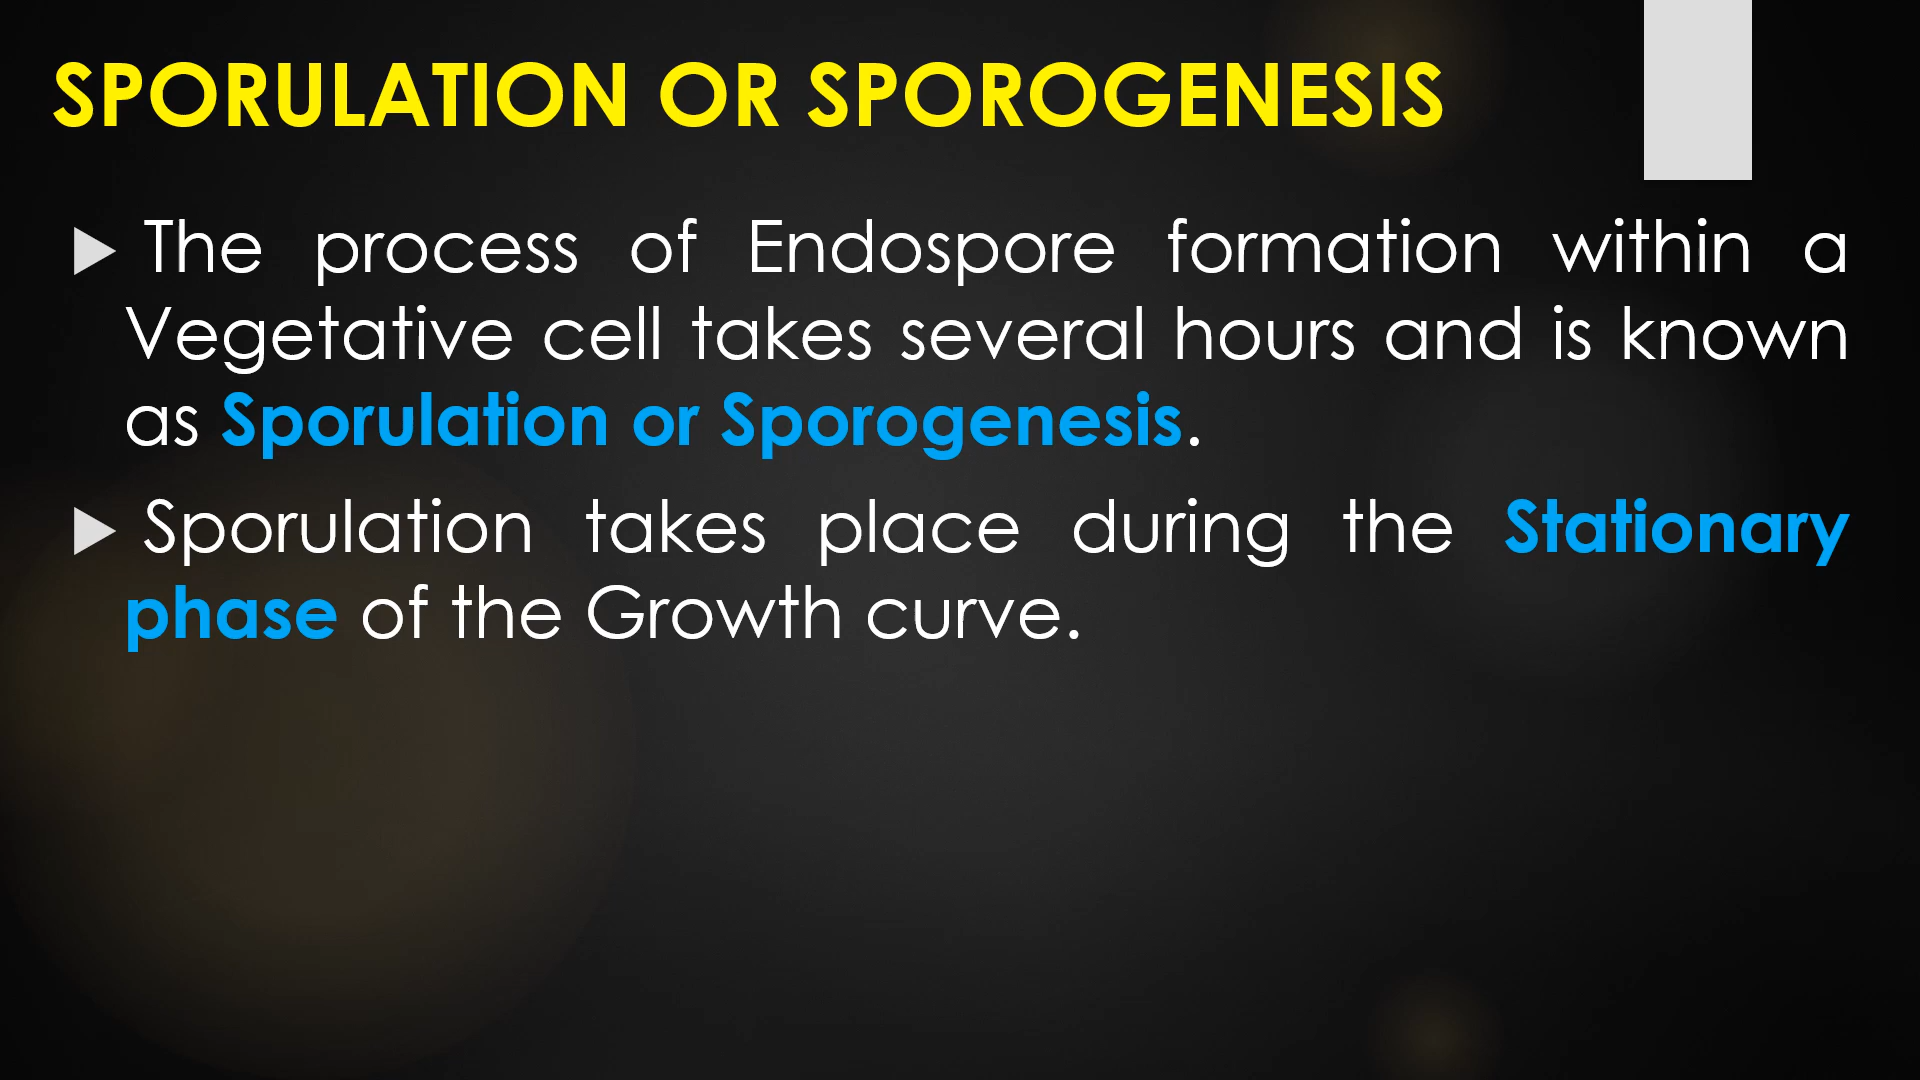 SPORULATION OR SPOROGENESIS
The process of Endospore formation within a
Vegetative cell takes several hours and is known
as Sporulation or Sporogenesis.
Sporulation takes place during the Stationary
phase of the Growth curve.